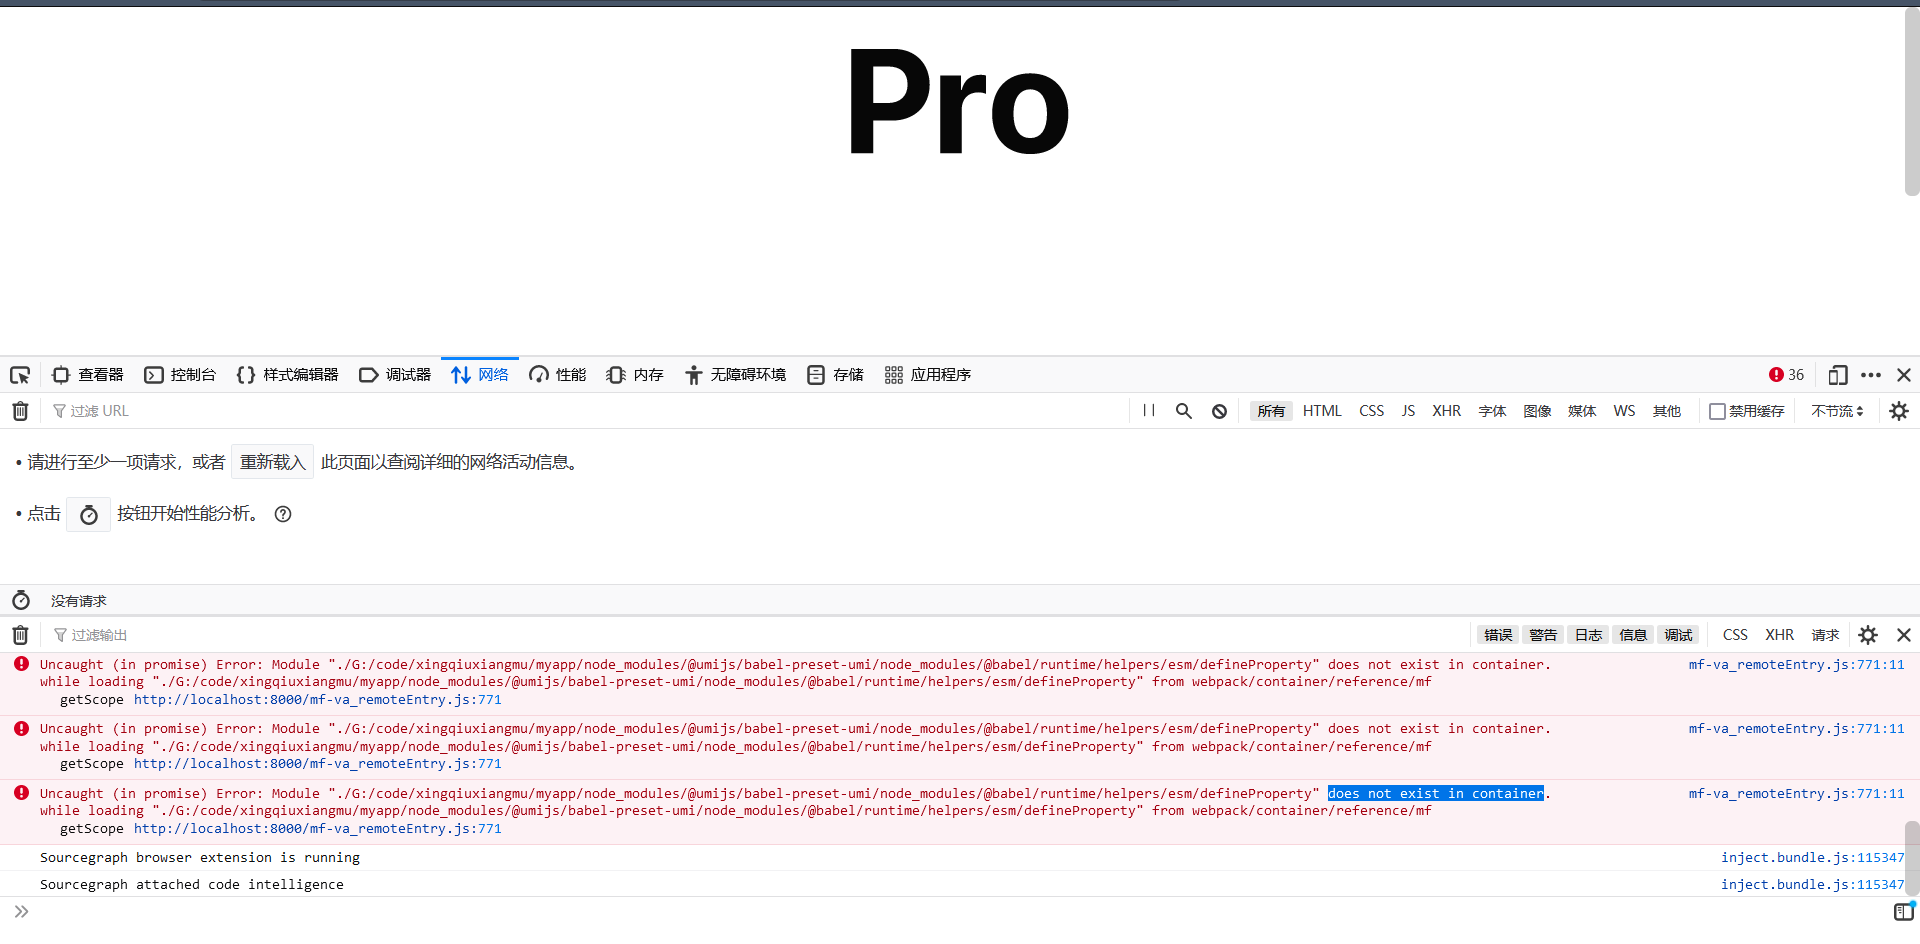 Pro
查看器 控制台 样式编辑器 调试器 网络 性能 内存 无障碍环境 存储 应用程序 36
过滤 URL 所有 HTML CSS JS XHR 字体 图像 媒体 WS 其他 禁用缓存 不节流
• 请进行至少一项请求，或者 重新载入 此页面以查阅详细的网络活动信息。
• 点击 按钮开始性能分析。
没有请求
过滤输出 错误 警告 日志 信息 调试 CSS XHR 请求
Uncaught (in promise) Error: Module "./G:/code/xingqiuxiangmu/myapp/node_modules/@umijs/babel-preset-umi/node_modules/@babel/runtime/helpers/esm/defineProperty" does not exist in container. mf-va_remoteEntry.js:771:11
while loading "./G:/code/xingqiuxiangmu/myapp/node_modules/@umijs/babel-preset-umi/node_modules/@babel/runtime/helpers/esm/defineProperty" from webpack/container/reference/mf
getScope http://localhost:8000/mf-va_remoteEntry.js:771
Uncaught (in promise) Error: Module "./G:/code/xingqiuxiangmu/myapp/node_modules/@umijs/babel-preset-umi/node_modules/@babel/runtime/helpers/esm/defineProperty" does not exist in container. mf-va_remoteEntry.js:771:11
while loading "./G:/code/xingqiuxiangmu/myapp/node_modules/@umijs/babel-preset-umi/node_modules/@babel/runtime/helpers/esm/defineProperty" from webpack/container/reference/mf
getScope http://localhost:8000/mf-va_remoteEntry.js:771
Uncaught (in promise) Error: Module "./G:/code/xingqiuxiangmu/myapp/node_modules/@umijs/babel-preset-umi/node_modules/@babel/runtime/helpers/esm/defineProperty" does not exist in container. mf-va_remoteEntry.js:771:11
while loading "./G:/code/xingqiuxiangmu/myapp/node_modules/@umijs/babel-preset-umi/node_modules/@babel/runtime/helpers/esm/defineProperty" from webpack/container/reference/mf
getScope http://localhost:8000/mf-va_remoteEntry.js:771
Sourcegraph browser extension is running inject.bundle.js:115347
Sourcegraph attached code intelligence inject.bundle.js:115347